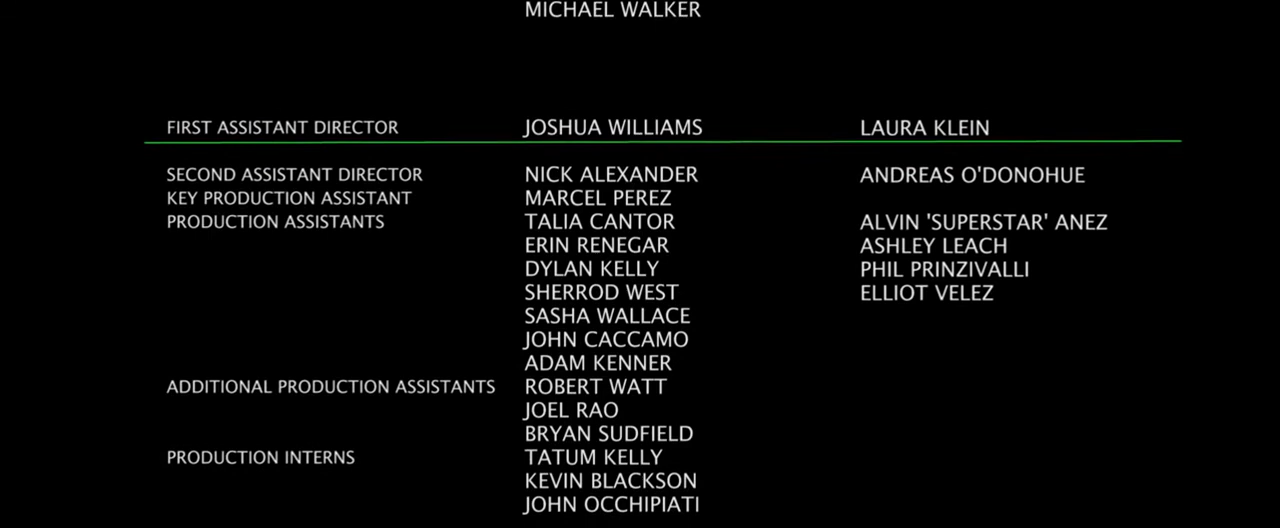 MICHAEL WALKER
FIRST ASSISTANT DIRECTOR JOSHUA WILLIAMS LAURA KLEIN
SECOND ASSISTANT DIRECTOR NICK ALEXANDER ANDREAS O'DONOHUE
KEY PRODUCTION ASSISTANT MARCEL PEREZ
PRODUCTION ASSISTANTS TALIA CANTOR ALVIN 'SUPERSTAR' ANEZ
ERIN RENEGAR ASHLEY LEACH
DYLAN KELLY PHIL PRINZIVALLI
SHERROD WEST ELLIOT VELEZ
SASHA WALLACE
JOHN CACCAMO
ADAM KENNER
ADDITIONAL PRODUCTION ASSISTANTS ROBERT WATT
JOEL RAO
BRYAN SUDFIELD
PRODUCTION INTERNS TATUM KELLY
KEVIN BLACKSON
JOHN OCCHIPIATI